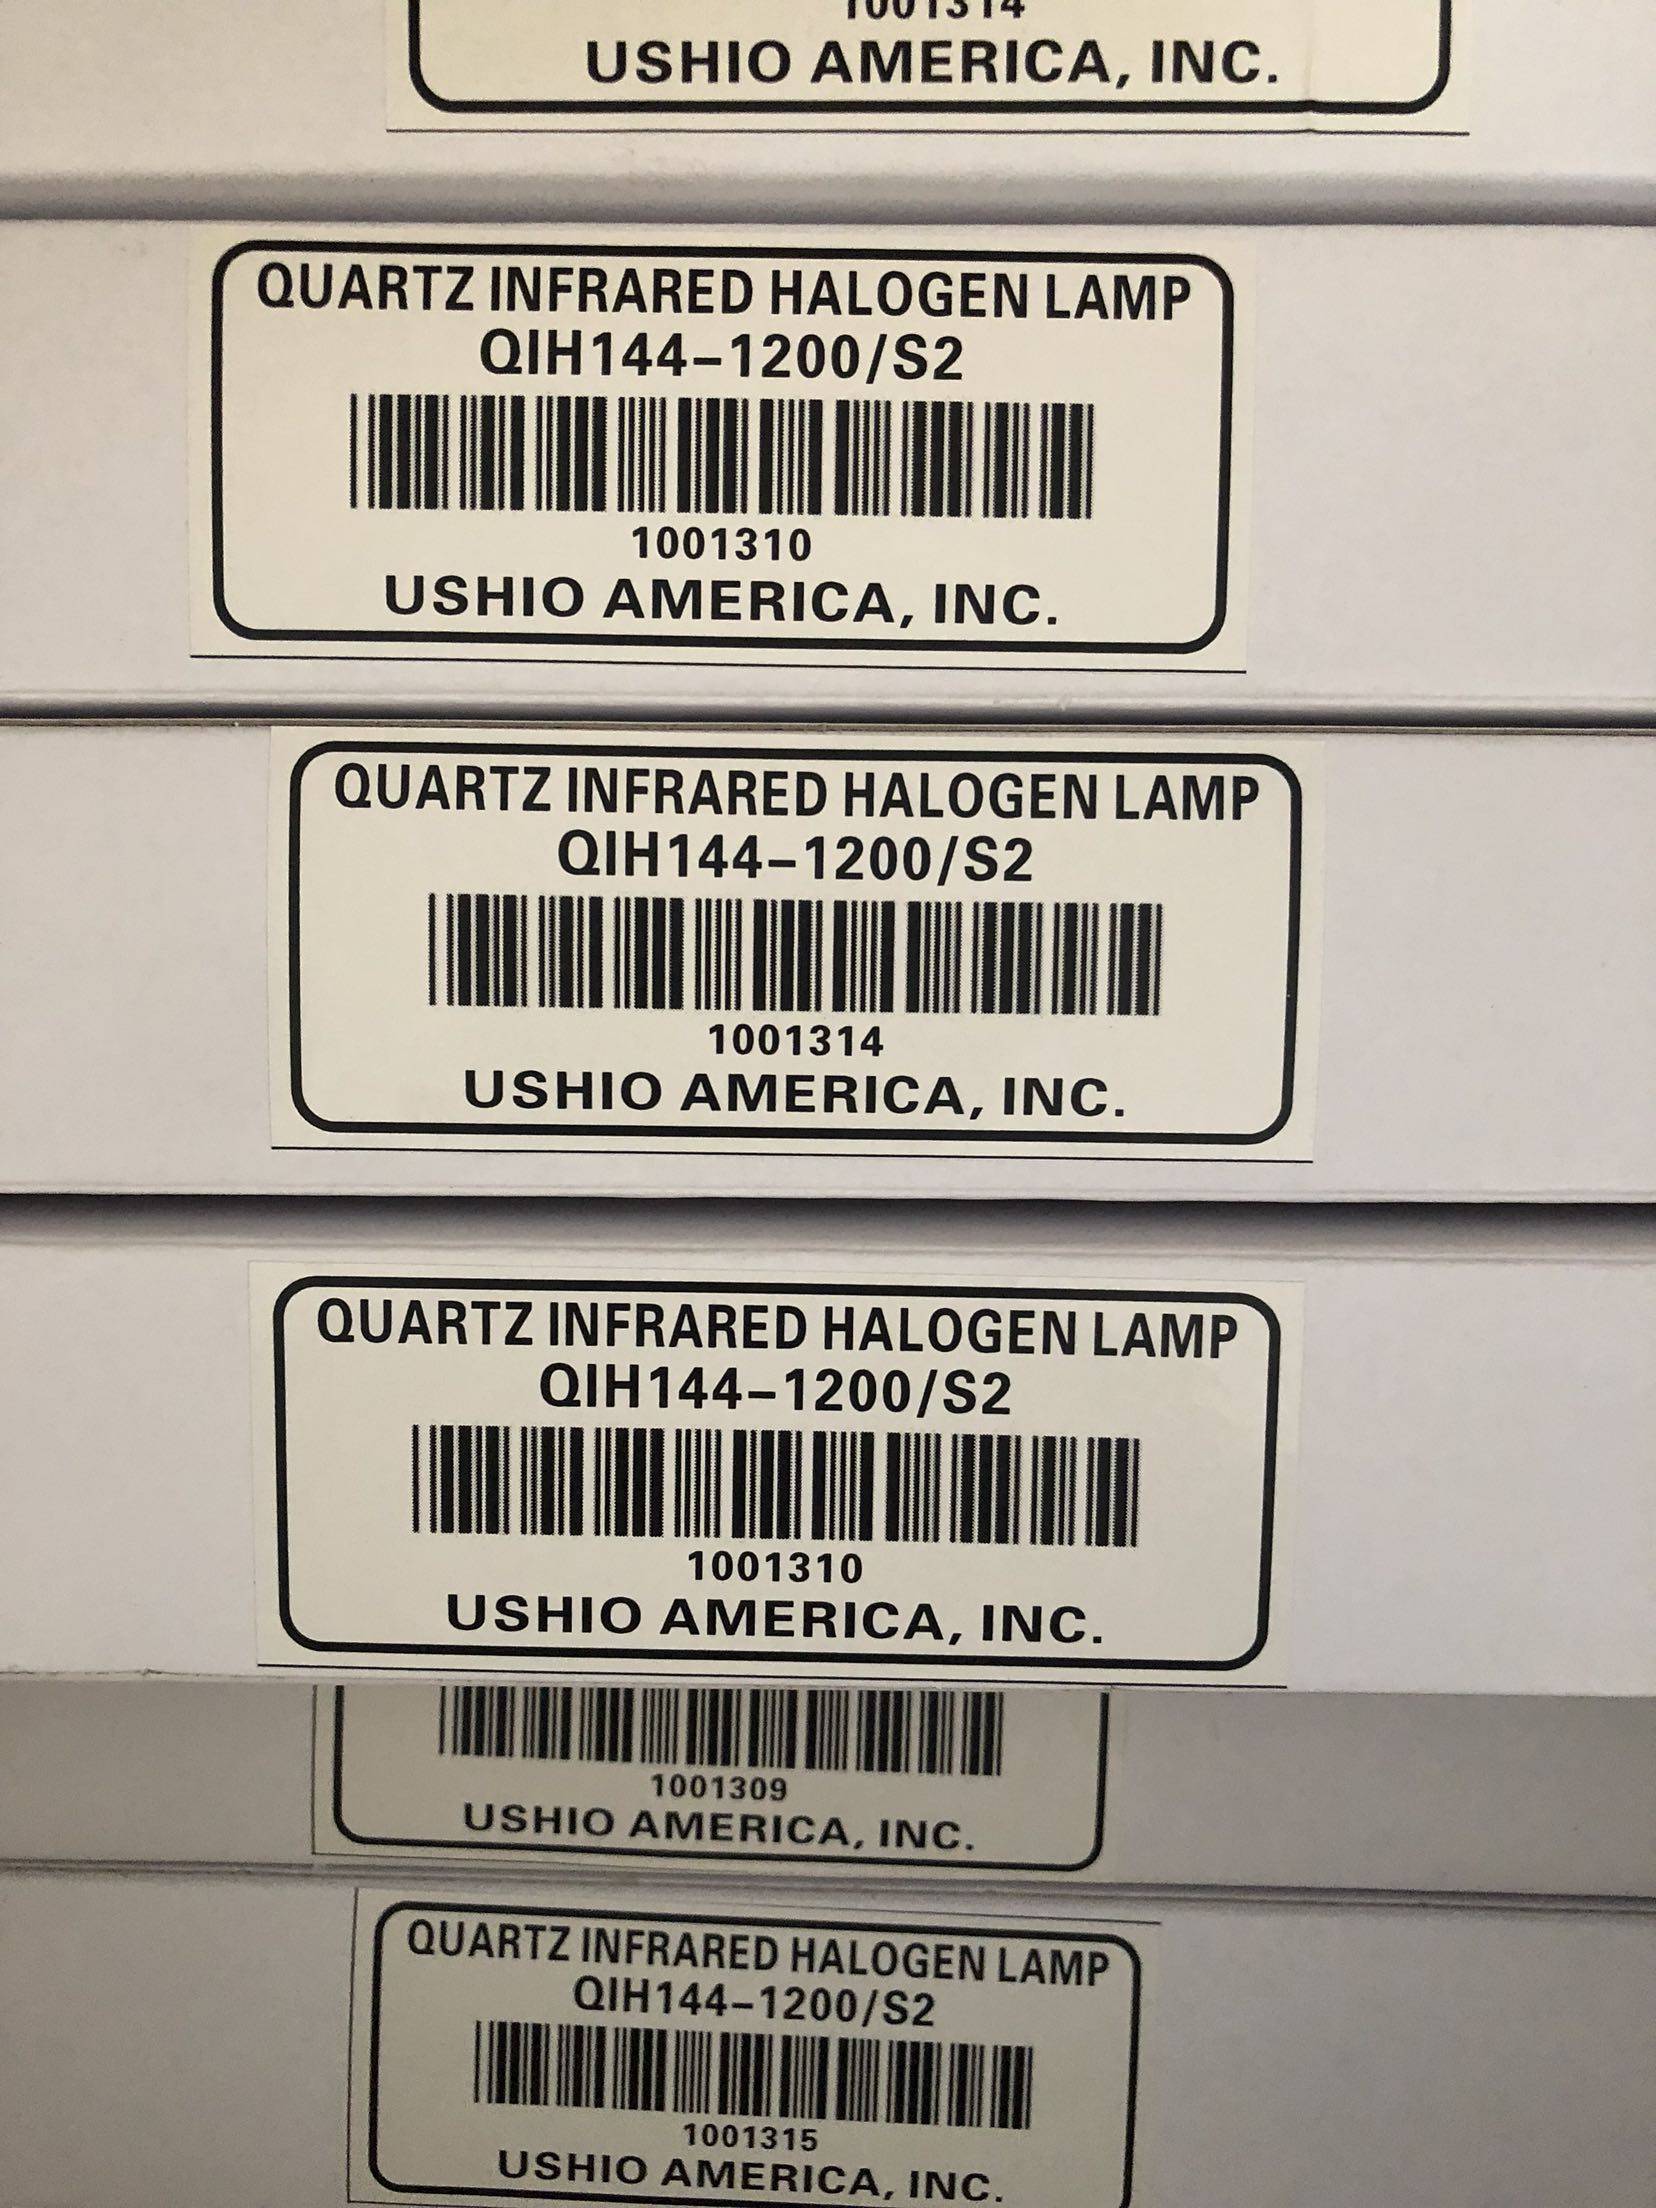 1001314
USHIO AMERICA, INC.
QUARTZ INFRARED HALOGEN LAMP
QIH144-1200/S2
1001310
USHIO AMERICA, INC.
QUARTZ INFRARED HALOGEN LAMP
QIH144-1200/S2
1001314
USHIO AMERICA, INC.
QUARTZ INFRARED HALOGEN LAMP
QIH144-1200/S2
1001310
USHIO AMERICA, INC.
1001309
USHIO AMERICA, INC.
QUARTZ INFRARED HALOGEN LAMP
QIH144-1200/S2
1001315
USHIO AMERICA, INC.